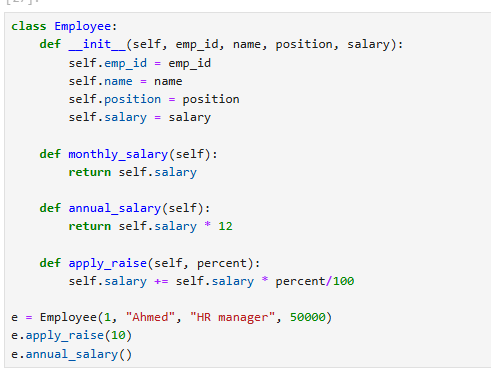 class Employee:
    def __init__(self, emp_id, name, position, salary):
        self.emp_id = emp_id
        self.name = name
        self.position = position
        self.salary = salary

    def monthly_salary(self):
        return self.salary

    def annual_salary(self):
        return self.salary * 12

    def apply_raise(self, percent):
        self.salary += self.salary * percent/100

e = Employee(1, "Ahmed", "HR manager", 50000)
e.apply_raise(10)
e.annual_salary()